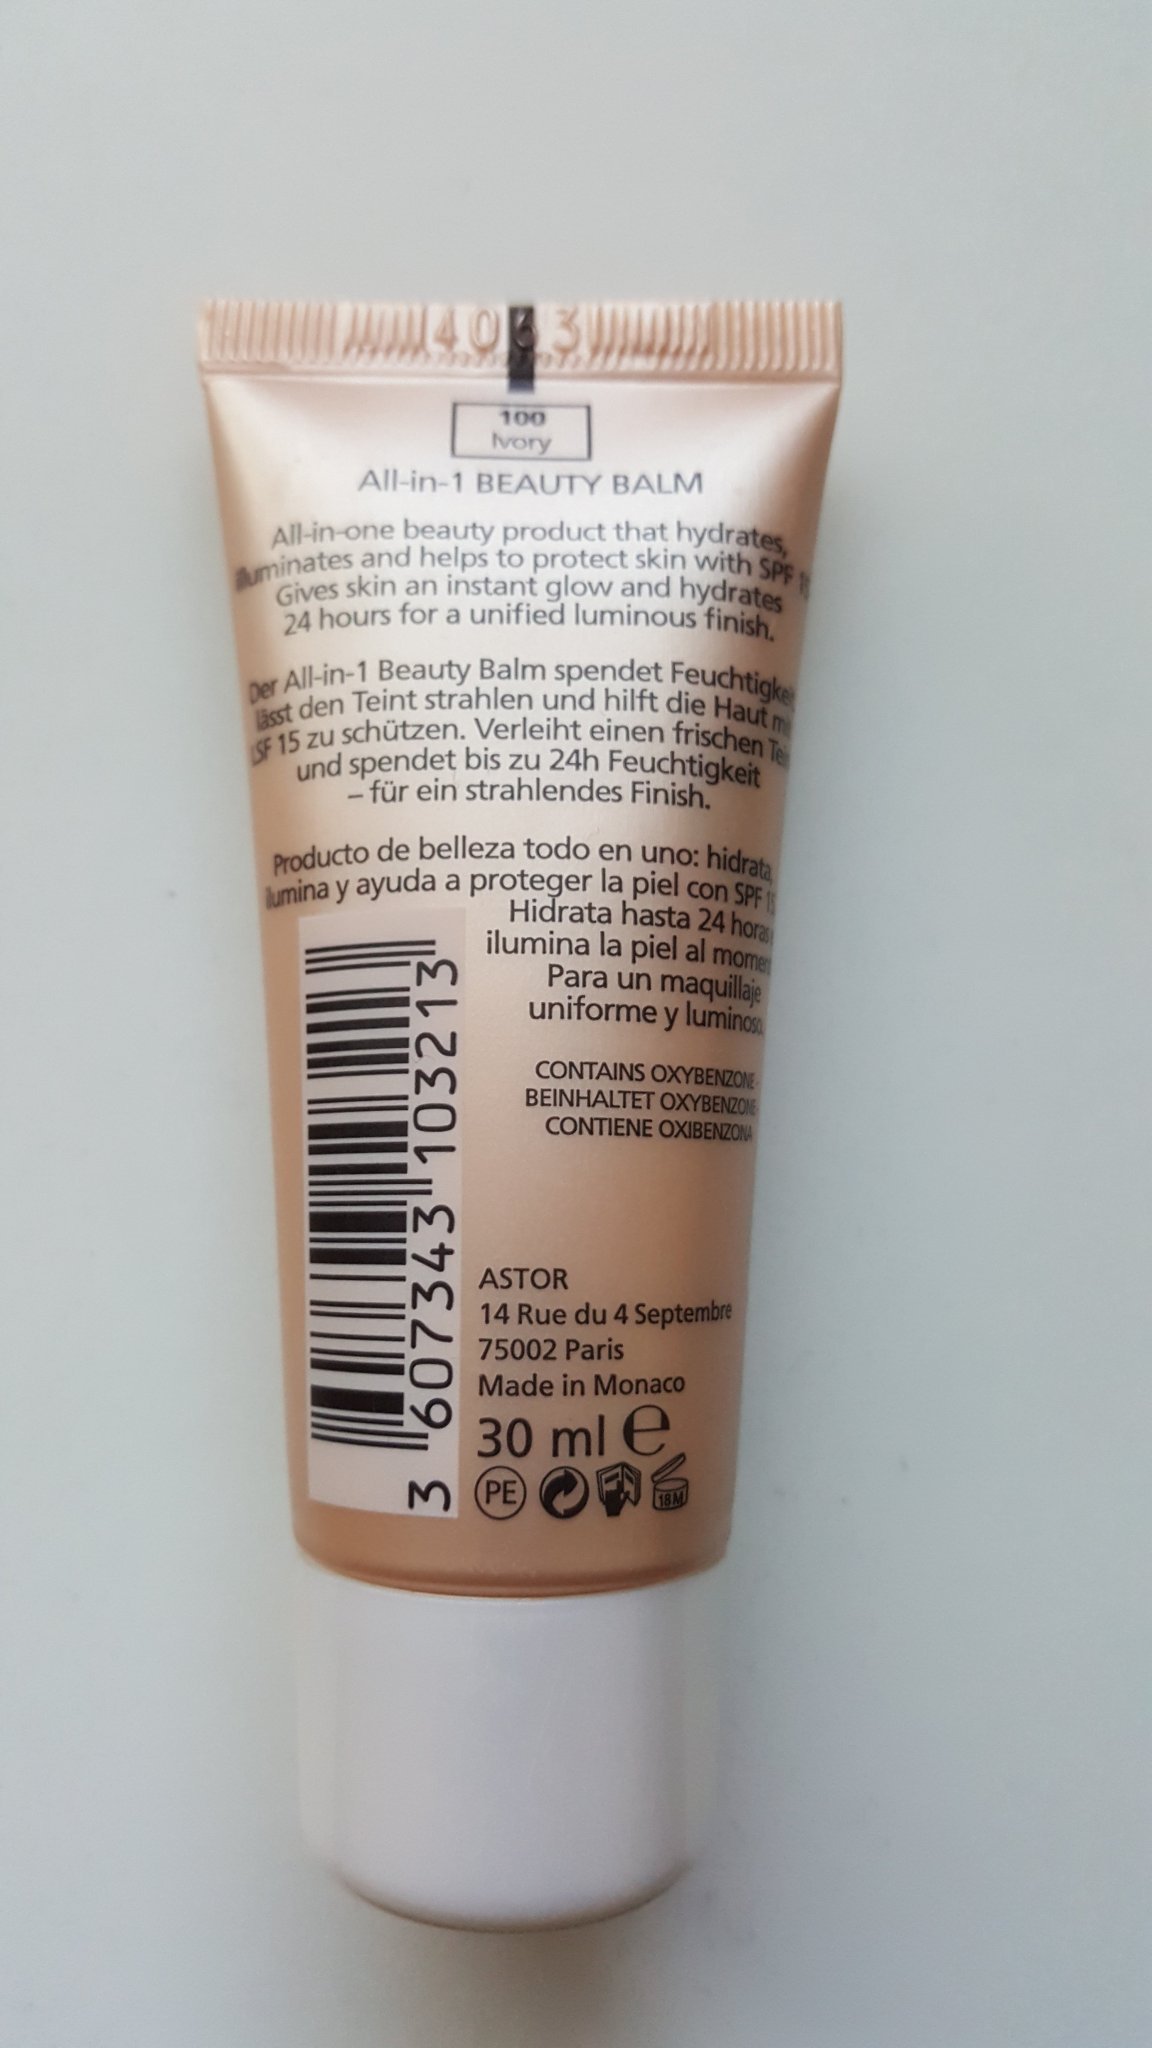 4063
100
Ivory
All-in-1 BEAUTY BALM
All-in-one beauty product that hydrates,
illuminates and helps to protect skin with SPF 15
Gives skin an instant glow and hydrates
24 hours for a unified luminous finish.
Der All-in-1 Beauty Balm spendet Feuchtigkeit
lässt den Teint strahlen und hilft die Haut mit
LSF 15 zu schützen. Verleiht einen frischen Tein
und spendet bis zu 24h Feuchtigkeit
– für ein strahlendes Finish.
Producto de belleza todo en uno: hidrata,
ilumina y ayuda a proteger la piel con SPF 15
Hidrata hasta 24 horas e
ilumina la piel al momen
Para un maquillaje
uniforme y luminoso.
CONTAINS OXYBENZONE -
BEINHALTET OXYBENZONE -
CONTIENE OXIBENZONA
3 607343 103213
ASTOR
14 Rue du 4 Septembre
75002 Paris
Made in Monaco
30 ml e
PE
18M